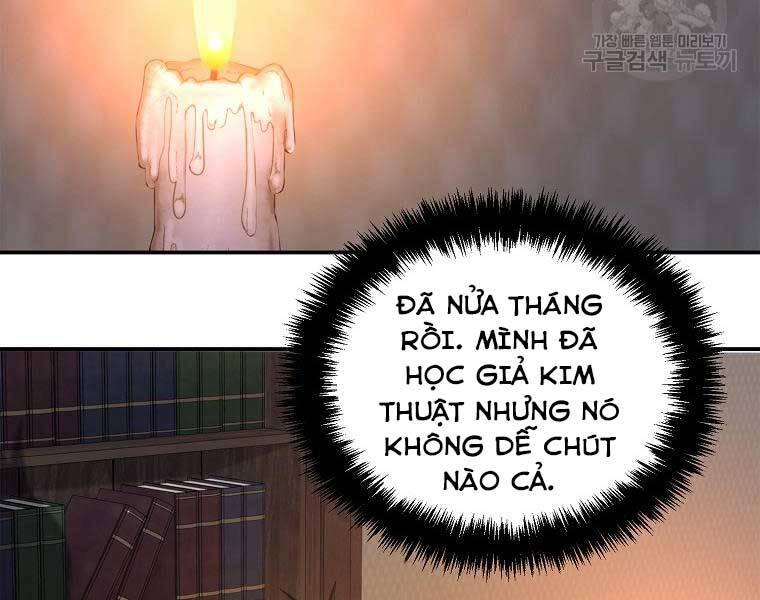 가장 빠른 웹툰 미리보기
구글검색 뉴토기
ĐÃ NỬA THÁNG
RỒI. MÌNH ĐÃ
HỌC GIẢ KIM
THUẬT NHƯNG NÓ
KHÔNG DỄ CHÚT
NÀO CẢ.